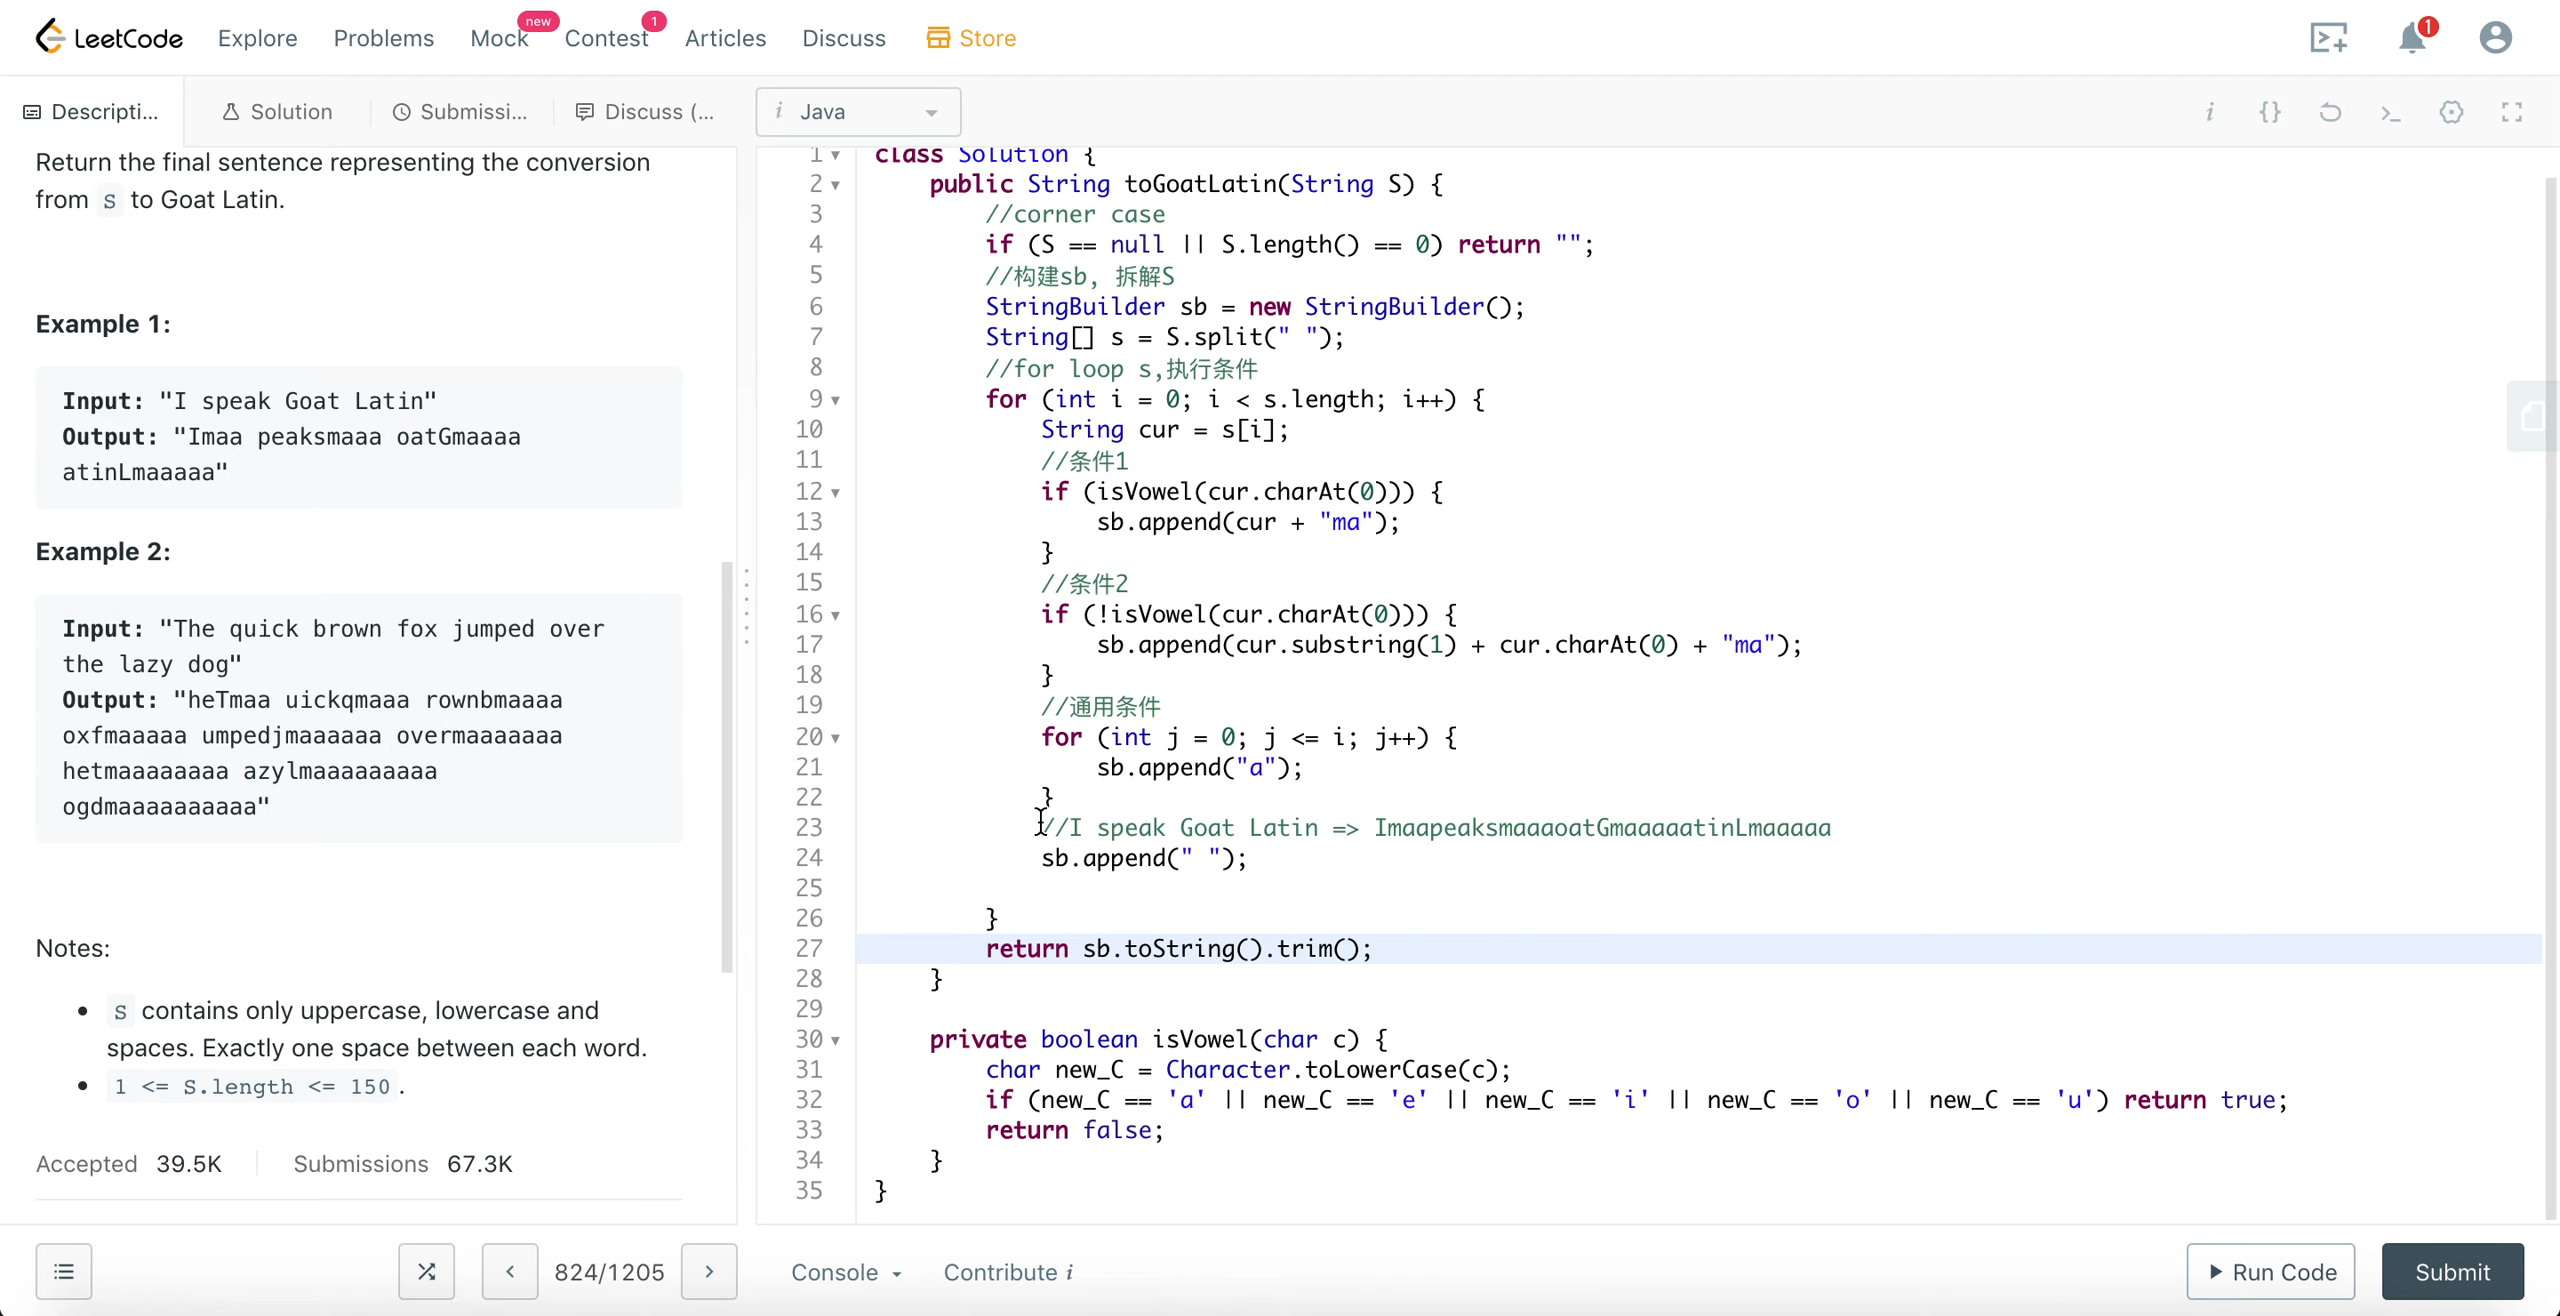 LeetCode Explore Problems Mock new Contest 1 Articles Discuss Store 1
Descripti... Solution Submissi... Discuss (... i Java
Return the final sentence representing the conversion
from S to Goat Latin.
Example 1:
Input: "I speak Goat Latin"
Output: "Imaa peaksmaaa oatGmaaaa
atinLmaaaaa"
Example 2:
Input: "The quick brown fox jumped over
the lazy dog"
Output: "heTmaa uickqmaaa rownbmaaaa
oxfmaaaaa umpedjmaaaaaa overmaaaaaaa
hetmaaaaaaaa azylmaaaaaaaaa
ogdmaaaaaaaaaa"
Notes:
• S contains only uppercase, lowercase and
spaces. Exactly one space between each word.
• 1 <= S.length <= 150.
Accepted 39.5K Submissions 67.3K
824/1205
1 class Solution {
2 public String toGoatLatin(String S) {
3 //corner case
4 if (S == null || S.length() == 0) return "";
5 //构建sb, 拆解S
6 StringBuilder sb = new StringBuilder();
7 String[] s = S.split(" ");
8 //for loop s,执行条件
9 for (int i = 0; i < s.length; i++) {
10 String cur = s[i];
11 //条件1
12 if (isVowel(cur.charAt(0))) {
13 sb.append(cur + "ma");
14 }
15 //条件2
16 if (!isVowel(cur.charAt(0))) {
17 sb.append(cur.substring(1) + cur.charAt(0) + "ma");
18 }
19 //通用条件
20 for (int j = 0; j <= i; j++) {
21 sb.append("a");
22 }
23 //I speak Goat Latin => ImaapeaksmaaaoatGmaaaaatinLmaaaaa
24 sb.append(" ");
25
26 }
27 return sb.toString().trim();
28 }
29
30 private boolean isVowel(char c) {
31 char new_C = Character.toLowerCase(c);
32 if (new_C == 'a' || new_C == 'e' || new_C == 'i' || new_C == 'o' || new_C == 'u') return true;
33 return false;
34 }
35 }
Console Contribute i Run Code Submit